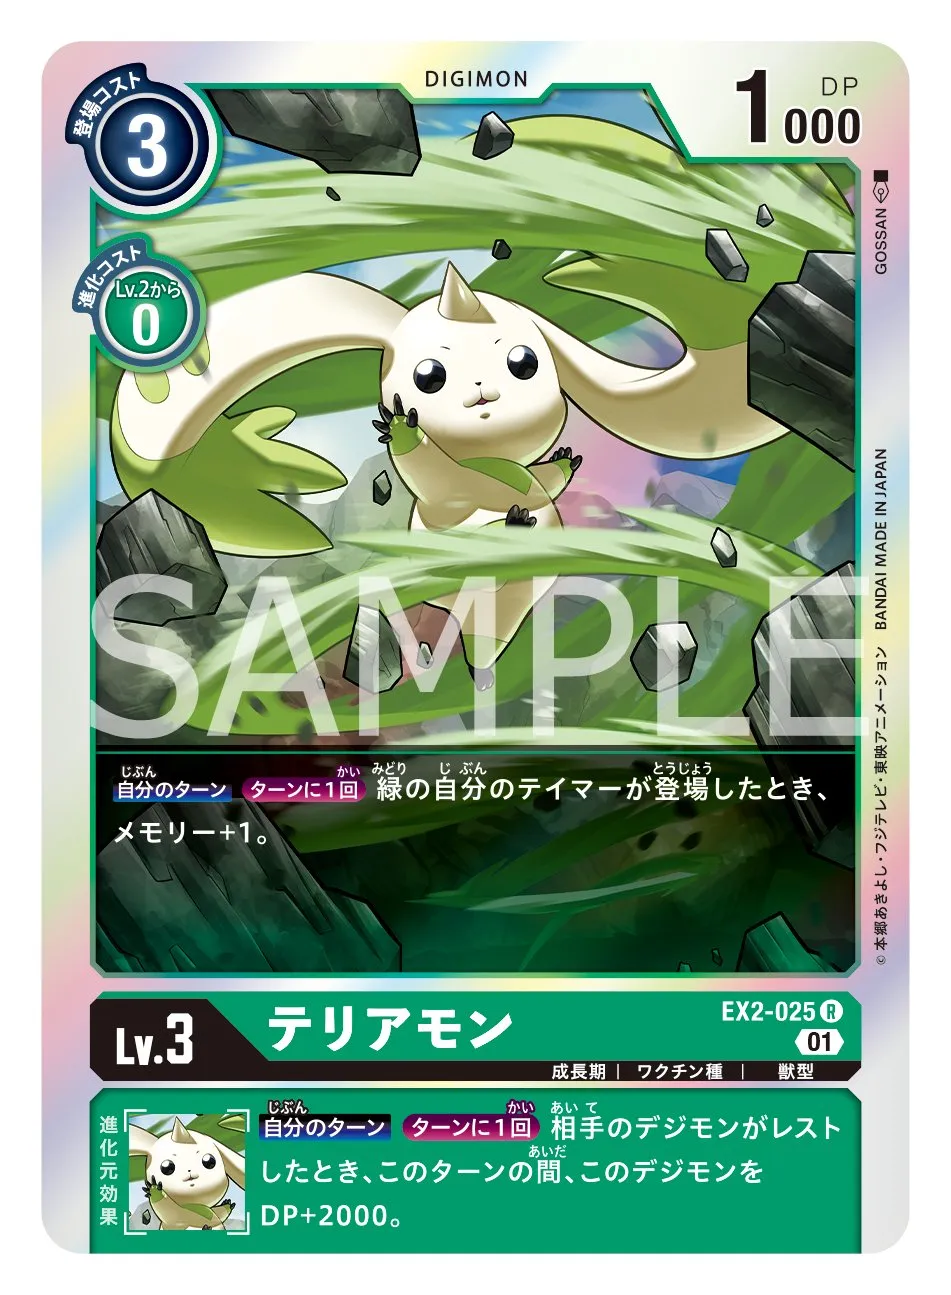 DIGIMON
登場コスト
3
DP
1000
進化コスト
Lv.2から
0
GOSSAN
BANDAI MADE IN JAPAN
©本郷あきよし・フジテレビ・東映アニメーション
SAMPLE
自分のターン ターンに1回 緑の自分のテイマーが登場したとき、
メモリー+1。
Lv.3
テリアモン
EX2-025 R
01
成長期 | ワクチン種 | 獣型
進化元効果
自分のターン ターンに1回 相手のデジモンがレスト
したとき、このターンの間、このデジモンを
DP+2000。